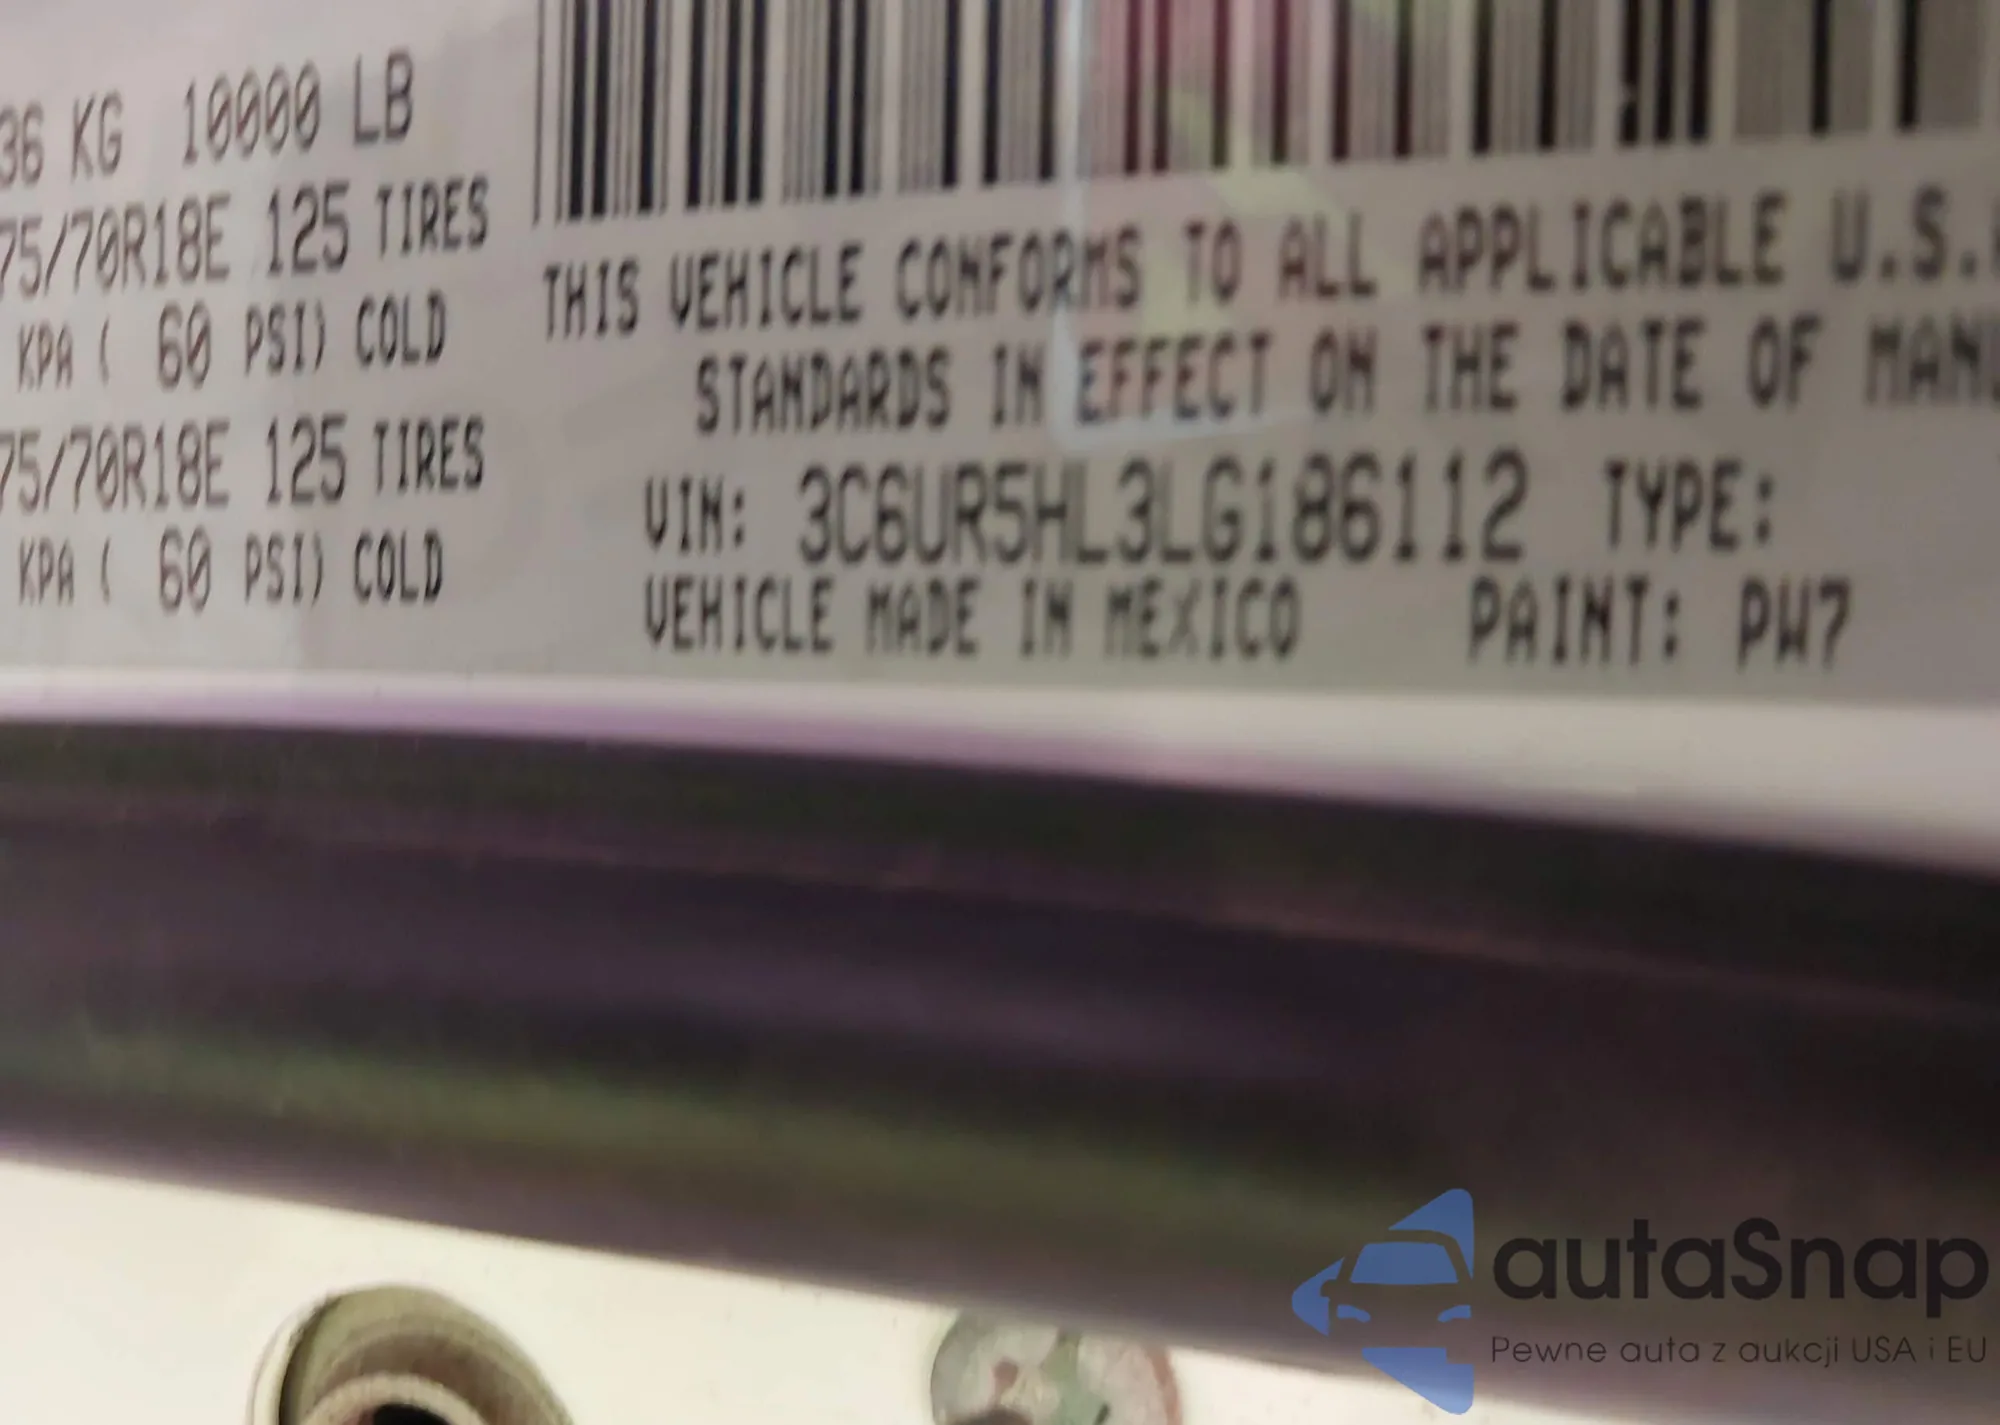 36 KG 10000 LB
75/70R18E 125 TIRES
KPA ( 60 PSI) COLD
75/70R18E 125 TIRES
KPA ( 60 PSI) COLD
THIS VEHICLE CONFORMS TO ALL APPLICABLE U.S.
STANDARDS IN EFFECT ON THE DATE OF MANU
VIN: 3C6UR5HL3LG186112 TYPE:
VEHICLE MADE IN MEXICO PAINT: PW7
autaSnap
Pewne auta z aukcji USA i EU